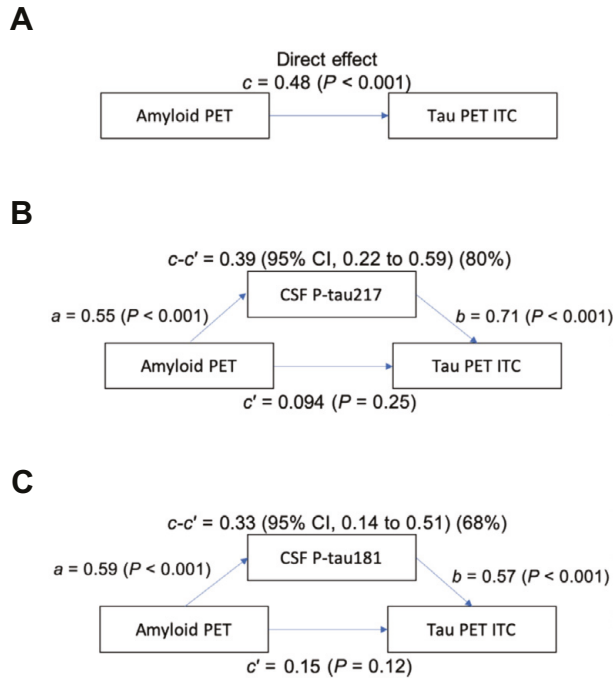 A
Direct effect
c = 0.48 (P < 0.001)
Amyloid PET
Tau PET ITC
B
c-c′ = 0.39 (95% CI, 0.22 to 0.59) (80%)
CSF P-tau217
a = 0.55 (P < 0.001)
b = 0.71 (P < 0.001)
Amyloid PET
Tau PET ITC
c′ = 0.094 (P = 0.25)
C
c-c′ = 0.33 (95% CI, 0.14 to 0.51) (68%)
CSF P-tau181
a = 0.59 (P < 0.001)
b = 0.57 (P < 0.001)
Amyloid PET
Tau PET ITC
c′ = 0.15 (P = 0.12)